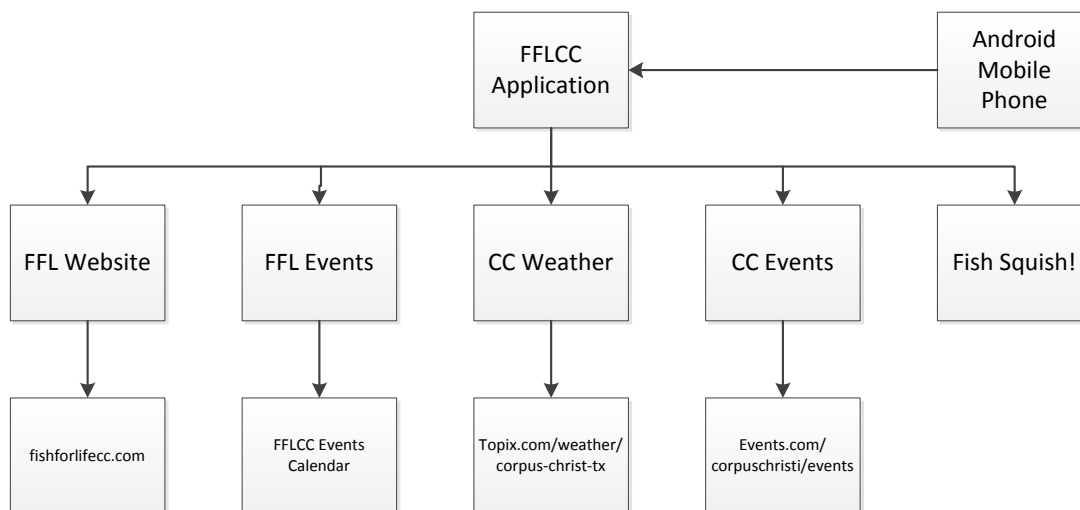 FFLCC
Application
Android
Mobile
Phone
FFL Website
FFL Events
CC Weather
CC Events
Fish Squish!
fishforlifecc.com
FFLCC Events
Calendar
Topix.com/weather/
corpus-christ-tx
Events.com/
corpuschristi/events